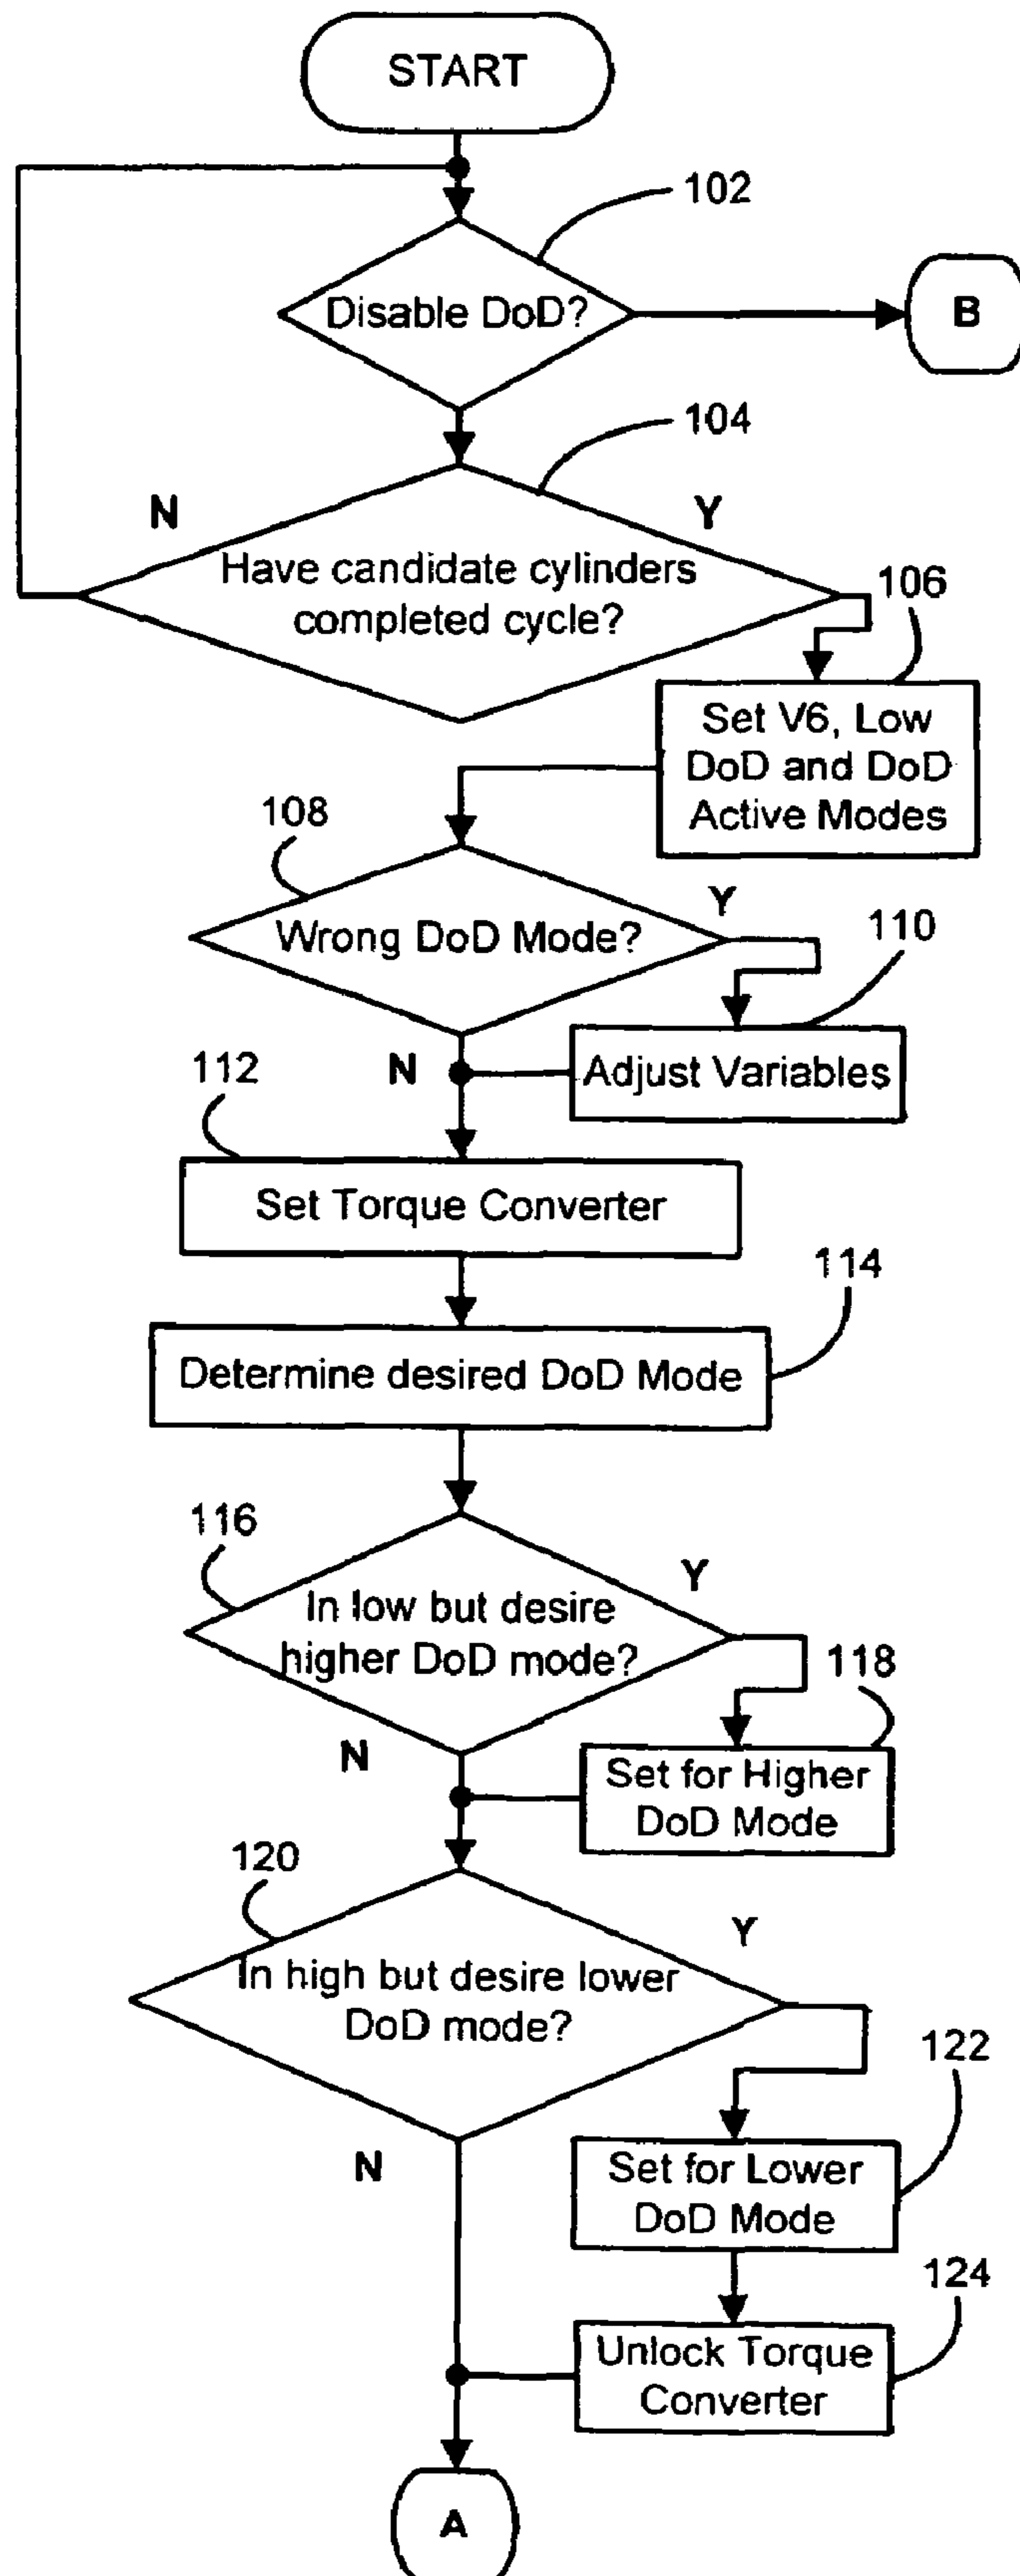 START
102
Disable DoD?
B
104
N
Y
Have candidate cylinders
completed cycle?
106
Set V6, Low
DoD and DoD
Active Modes
108
Wrong DoD Mode?
Y
110
Adjust Variables
N
112
Set Torque Converter
114
Determine desired DoD Mode
116
In low but desire
higher DoD mode?
Y
118
N
Set for Higher
DoD Mode
120
In high but desire lower
DoD mode?
Y
122
N
Set for Lower
DoD Mode
124
Unlock Torque
Converter
A